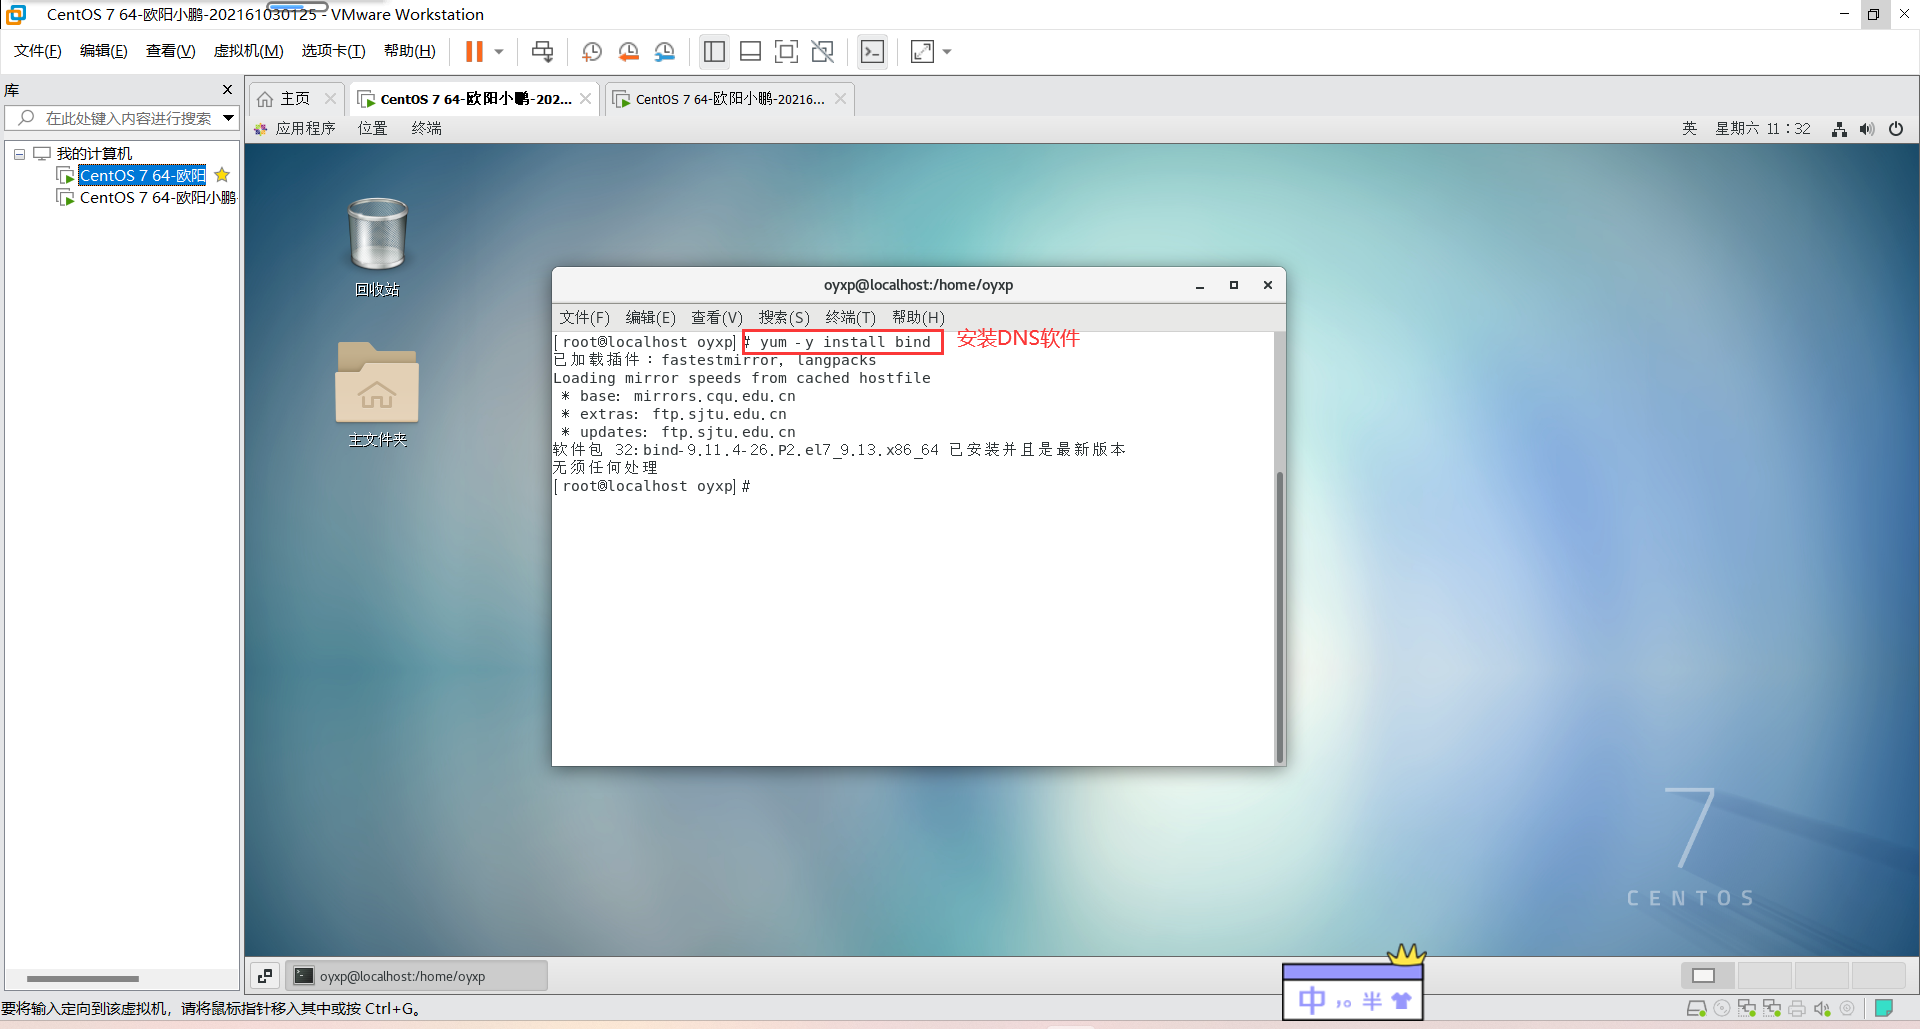 CentOS 7 64-欧阳小鹏-202161030125 - VMware Workstation
文件(F) 编辑(E) 查看(V) 虚拟机(M) 选项卡(T) 帮助(H)
库
主页 CentOS 7 64-欧阳小鹏-202... CentOS 7 64-欧阳小鹏-20216...
在此处键入内容进行搜索
应用程序 位置 终端 英 星期六 11:32
我的计算机
CentOS 7 64-欧阳
CentOS 7 64-欧阳小鹏-
回收站
主文件夹
oyxp@localhost:/home/oyxp
文件(F) 编辑(E) 查看(V) 搜索(S) 终端(T) 帮助(H)
[root@localhost oyxp]# yum -y install bind 安装DNS软件
已加载插件：fastestmirror, langpacks
Loading mirror speeds from cached hostfile
 * base: mirrors.cqu.edu.cn
 * extras: ftp.sjtu.edu.cn
 * updates: ftp.sjtu.edu.cn
软件包 32:bind-9.11.4-26.P2.el7_9.13.x86_64 已安装并且是最新版本
无须任何处理
[root@localhost oyxp]#
7
CENTOS
oyxp@localhost:/home/oyxp
中 ，。 半
要将输入定向到该虚拟机，请将鼠标指针移入其中或按 Ctrl+G。